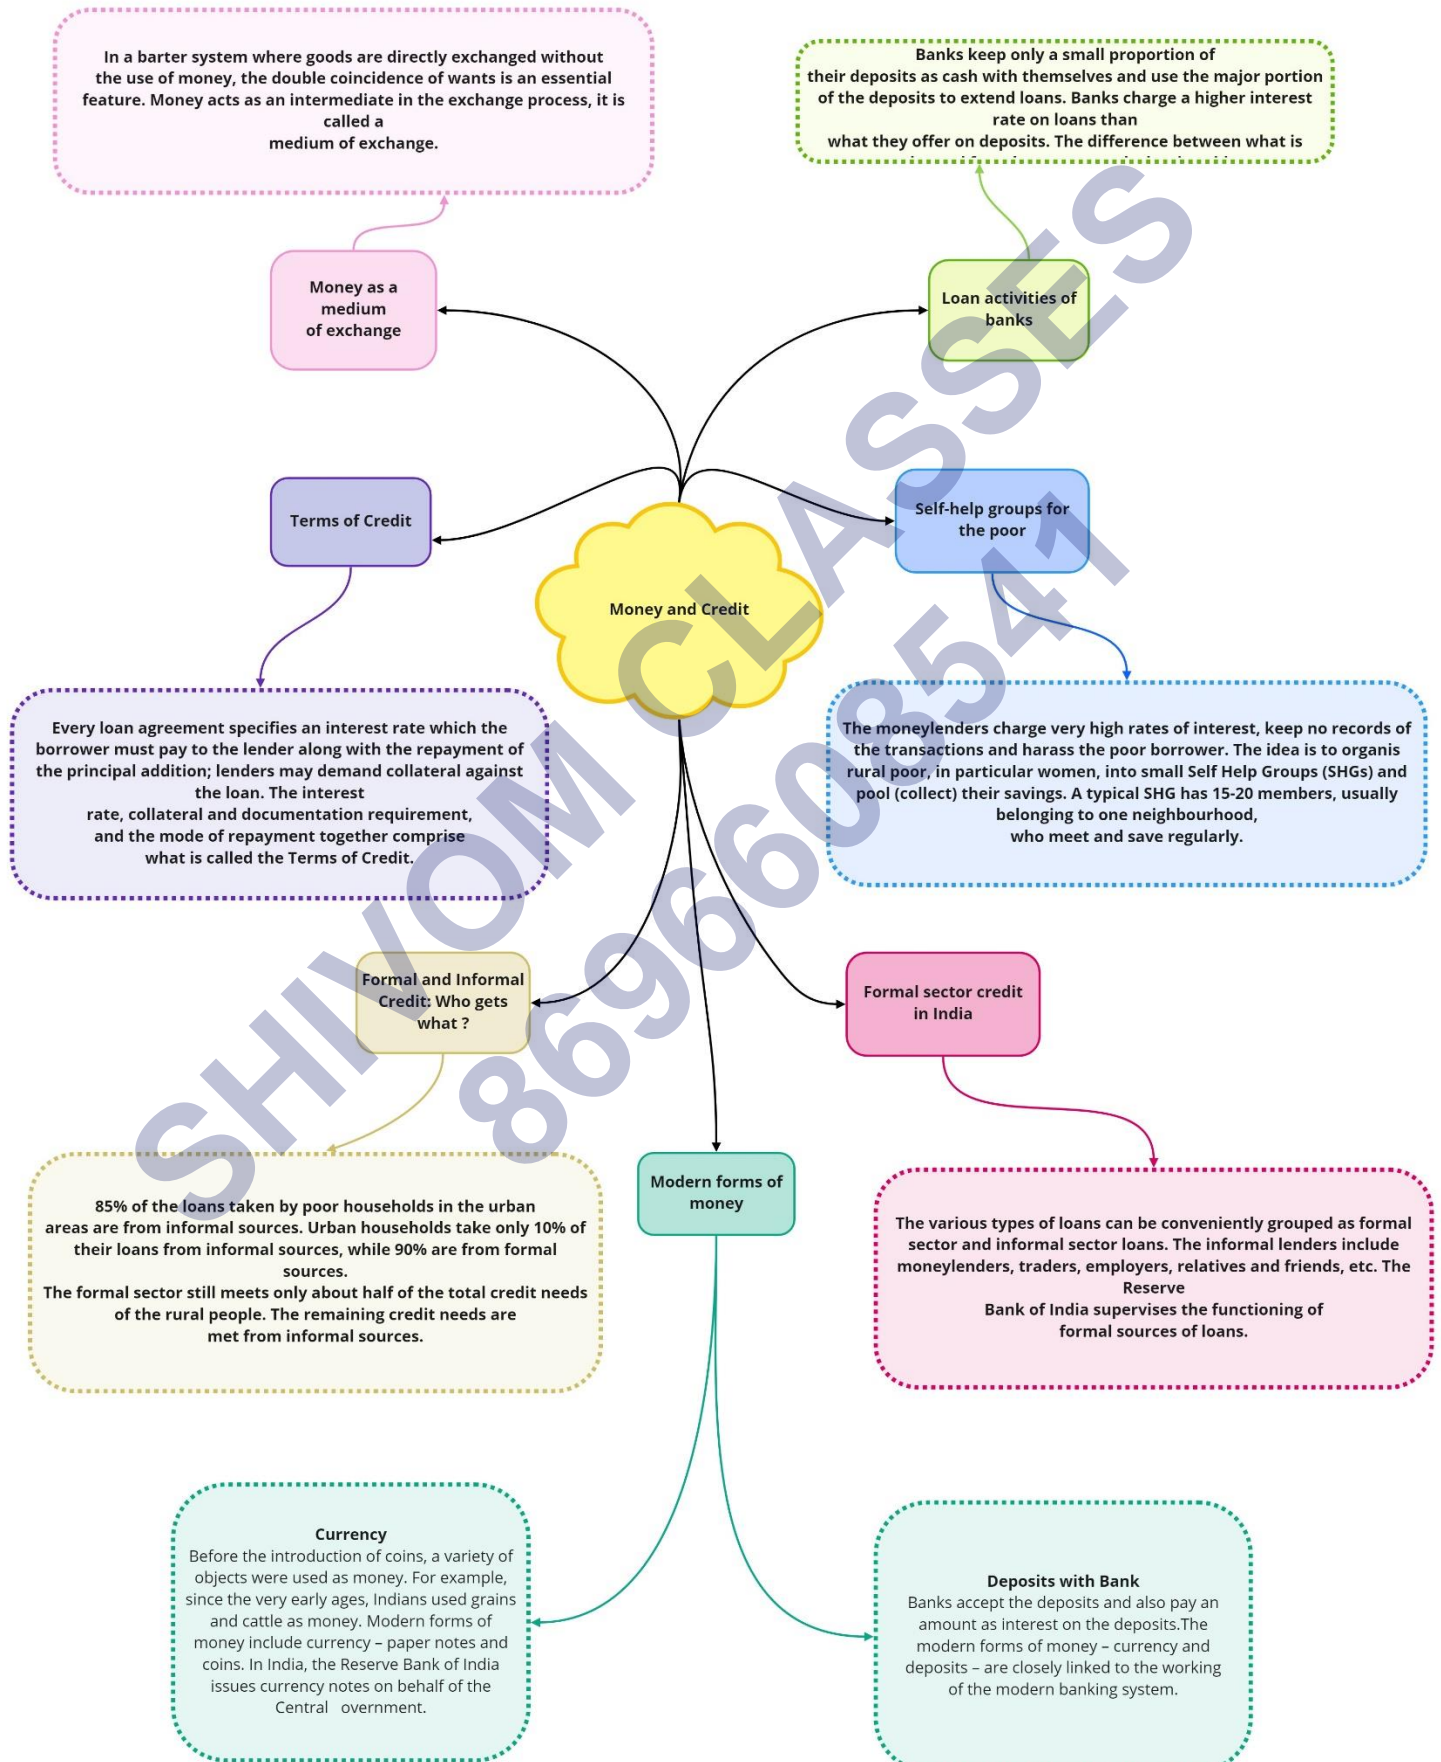 In a barter system where goods are directly exchanged without
the use of money, the double coincidence of wants is an essential
feature. Money acts as an intermediate in the exchange process, it is
called a
medium of exchange.
Banks keep only a small proportion of
their deposits as cash with themselves and use the major portion
of the deposits to extend loans. Banks charge a higher interest
rate on loans than
what they offer on deposits. The difference between what is
Money as a
medium
of exchange
Loan activities of
banks
Terms of Credit
Self-help groups for
the poor
Money and Credit
Every loan agreement specifies an interest rate which the
borrower must pay to the lender along with the repayment of
the principal addition; lenders may demand collateral against
the loan. The interest
rate, collateral and documentation requirement,
and the mode of repayment together comprise
what is called the Terms of Credit.
The moneylenders charge very high rates of interest, keep no records of
the transactions and harass the poor borrower. The idea is to organis
rural poor, in particular women, into small Self Help Groups (SHGs) and
pool (collect) their savings. A typical SHG has 15-20 members, usually
belonging to one neighbourhood,
who meet and save regularly.
Formal and Informal
Credit: Who gets
what ?
Formal sector credit
in India
Modern forms of
money
85% of the loans taken by poor households in the urban
areas are from informal sources. Urban households take only 10% of
their loans from informal sources, while 90% are from formal
sources.
The formal sector still meets only about half of the total credit needs
of the rural people. The remaining credit needs are
met from informal sources.
The various types of loans can be conveniently grouped as formal
sector and informal sector loans. The informal lenders include
moneylenders, traders, employers, relatives and friends, etc. The
Reserve
Bank of India supervises the functioning of
formal sources of loans.
Currency
Before the introduction of coins, a variety of
objects were used as money. For example,
since the very early ages, Indians used grains
and cattle as money. Modern forms of
money include currency – paper notes and
coins. In India, the Reserve Bank of India
issues currency notes on behalf of the
Central overnment.
Deposits with Bank
Banks accept the deposits and also pay an
amount as interest on the deposits.The
modern forms of money – currency and
deposits – are closely linked to the working
of the modern banking system.
SHIVOM CLASSES
8696608541